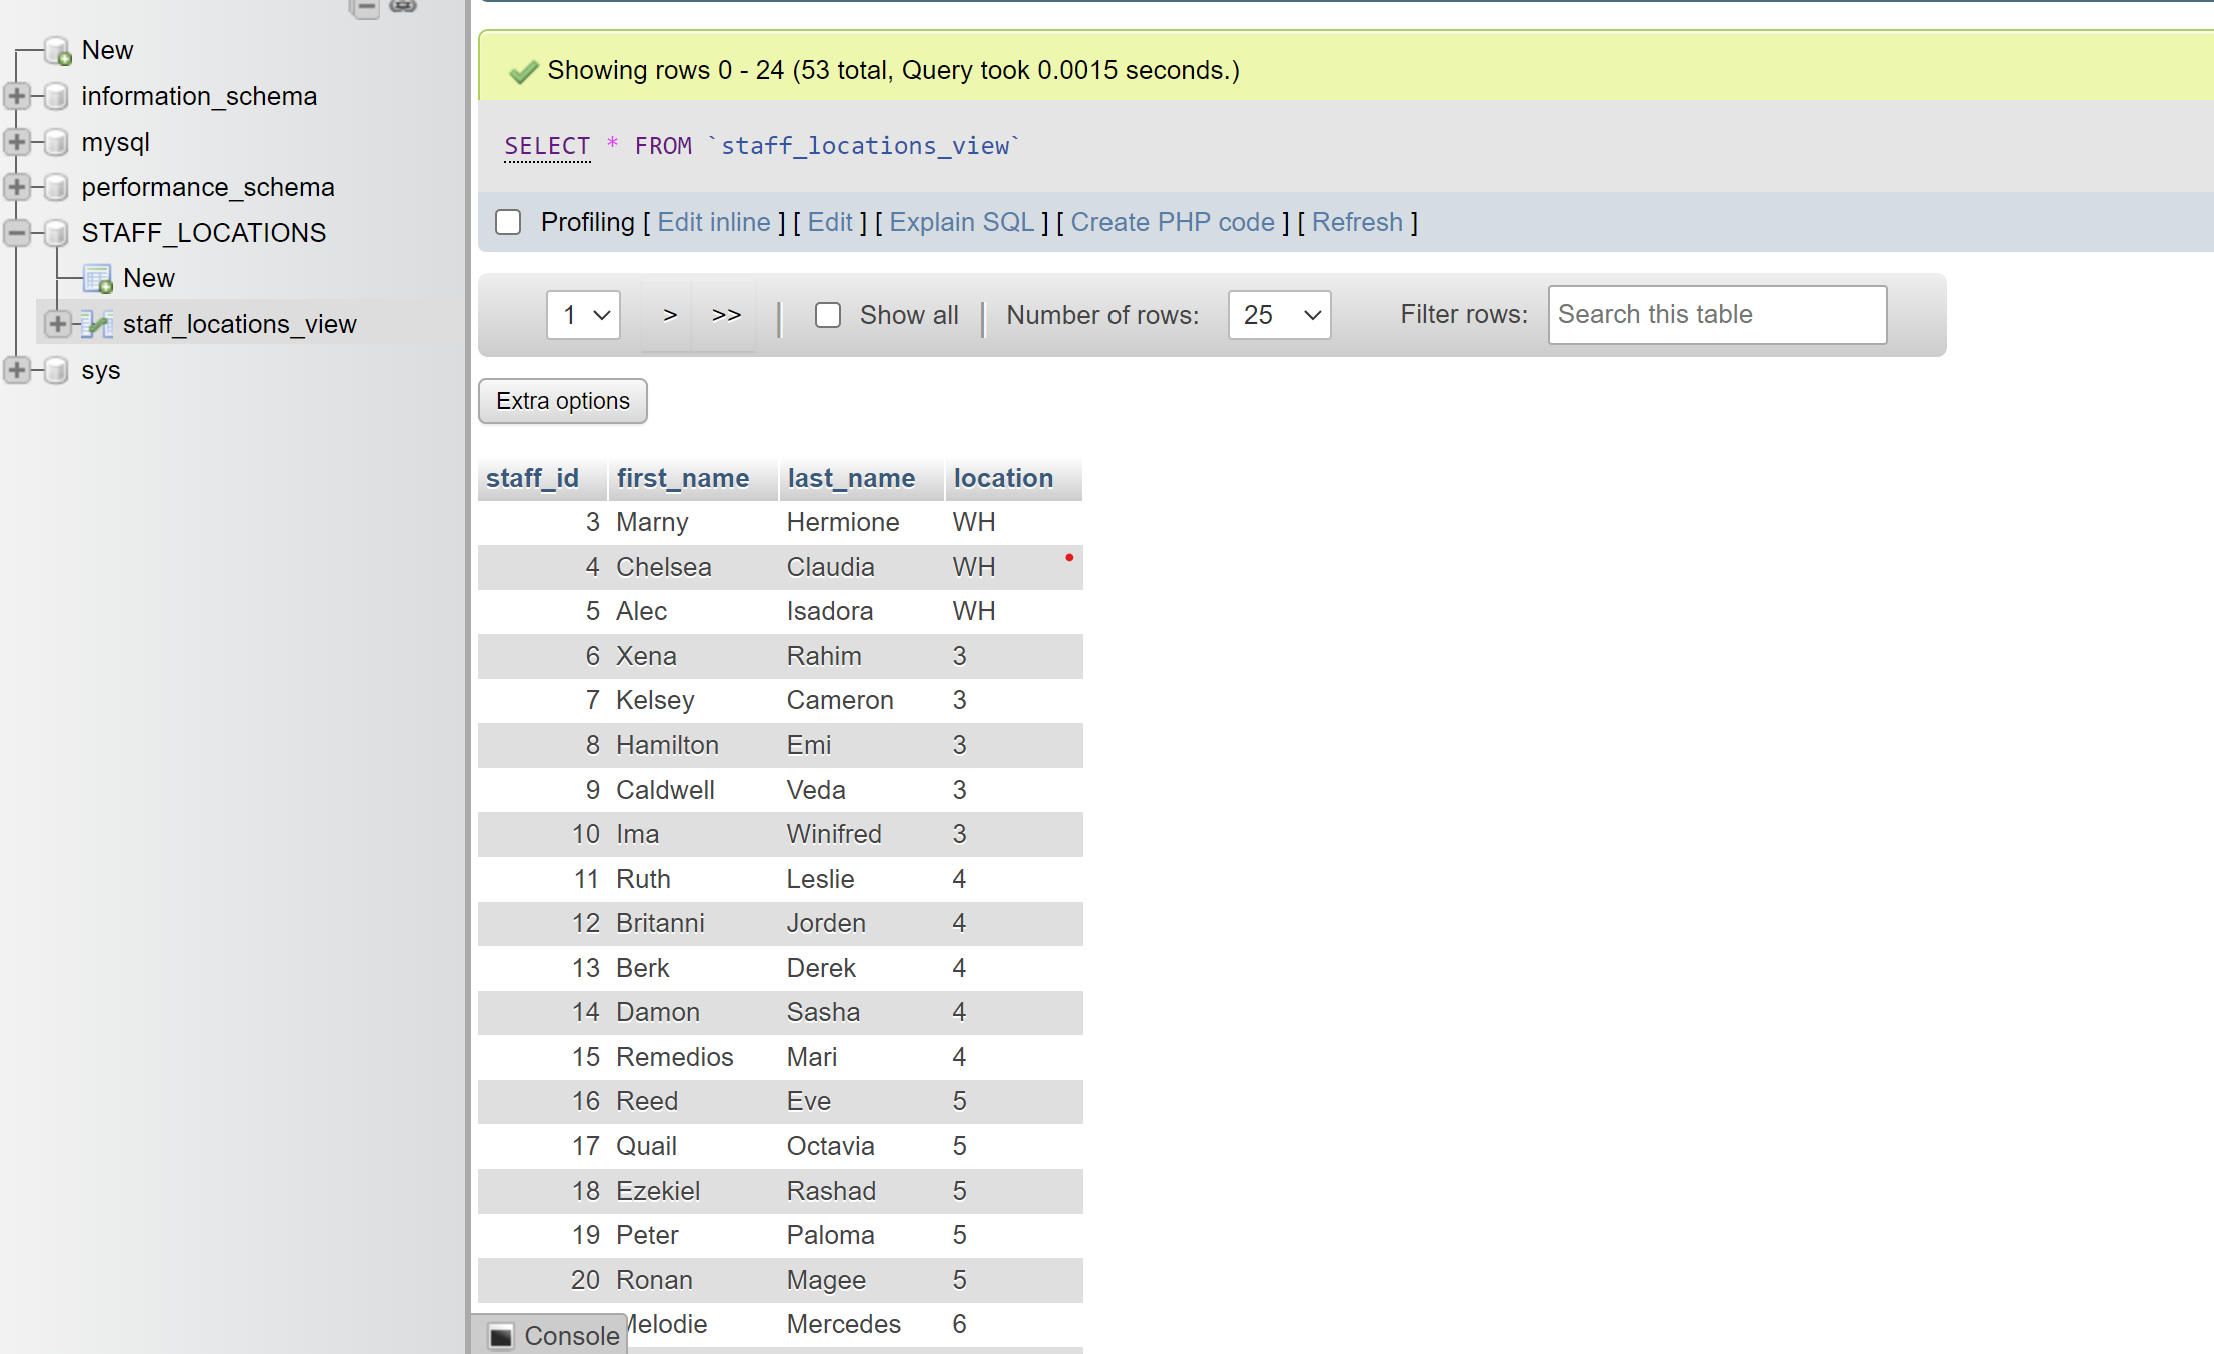 New
information_schema
mysql
performance_schema
STAFF_LOCATIONS
New
staff_locations_view
sys
Showing rows 0 - 24 (53 total, Query took 0.0015 seconds.)
SELECT * FROM `staff_locations_view`
Profiling [ Edit inline ] [ Edit ] [ Explain SQL ] [ Create PHP code ] [ Refresh ]
1 > >> | Show all | Number of rows: 25 Filter rows: Search this table
Extra options
staff_id first_name last_name location
3 Marny Hermione WH
4 Chelsea Claudia WH
5 Alec Isadora WH
6 Xena Rahim 3
7 Kelsey Cameron 3
8 Hamilton Emi 3
9 Caldwell Veda 3
10 Ima Winifred 3
11 Ruth Leslie 4
12 Britanni Jorden 4
13 Berk Derek 4
14 Damon Sasha 4
15 Remedios Mari 4
16 Reed Eve 5
17 Quail Octavia 5
18 Ezekiel Rashad 5
19 Peter Paloma 5
20 Ronan Magee 5
Melodie Mercedes 6
Console